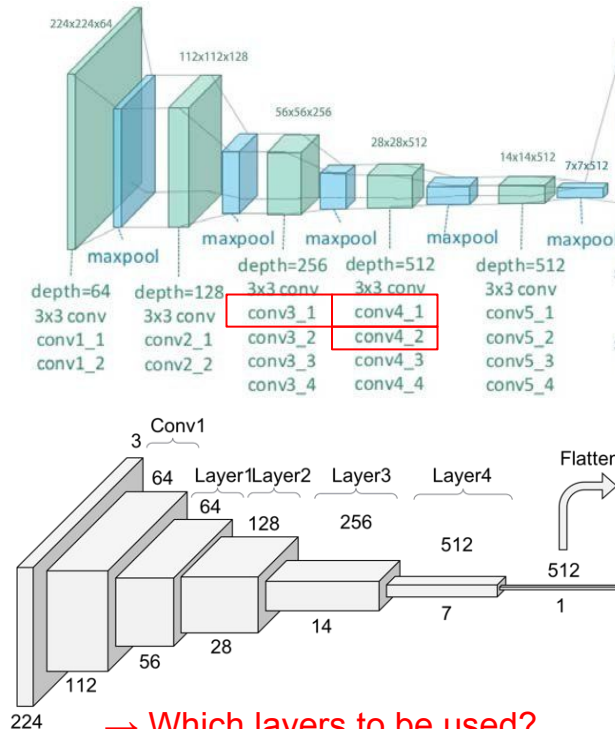 224x224x64
112x112x128
56x56x256
28x28x512
14x14x512
7x7x512
maxpool
maxpool
maxpool
maxpool
maxpool
depth=64
3x3 conv
conv1_1
conv1_2
depth=128
3x3 conv
conv2_1
conv2_2
depth=256
3x3 conv
conv3_1
conv3_2
conv3_3
conv3_4
depth=512
3x3 conv
conv4_1
conv4_2
conv4_3
conv4_4
depth=512
3x3 conv
conv5_1
conv5_2
conv5_3
conv5_4
Conv1
Layer1
Layer2
Layer3
Layer4
Flatten
3
64
64
128
256
512
512
224
112
56
28
14
7
1
→ Which layers to be used?